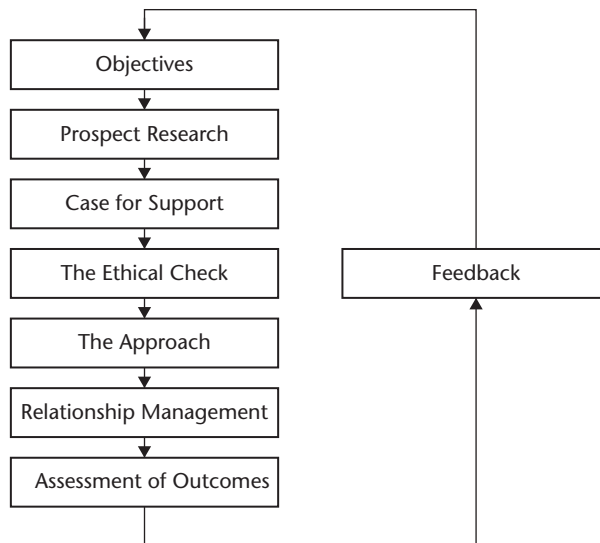 Objectives
Prospect Research
Case for Support
The Ethical Check
Feedback
The Approach
Relationship Management
Assessment of Outcomes